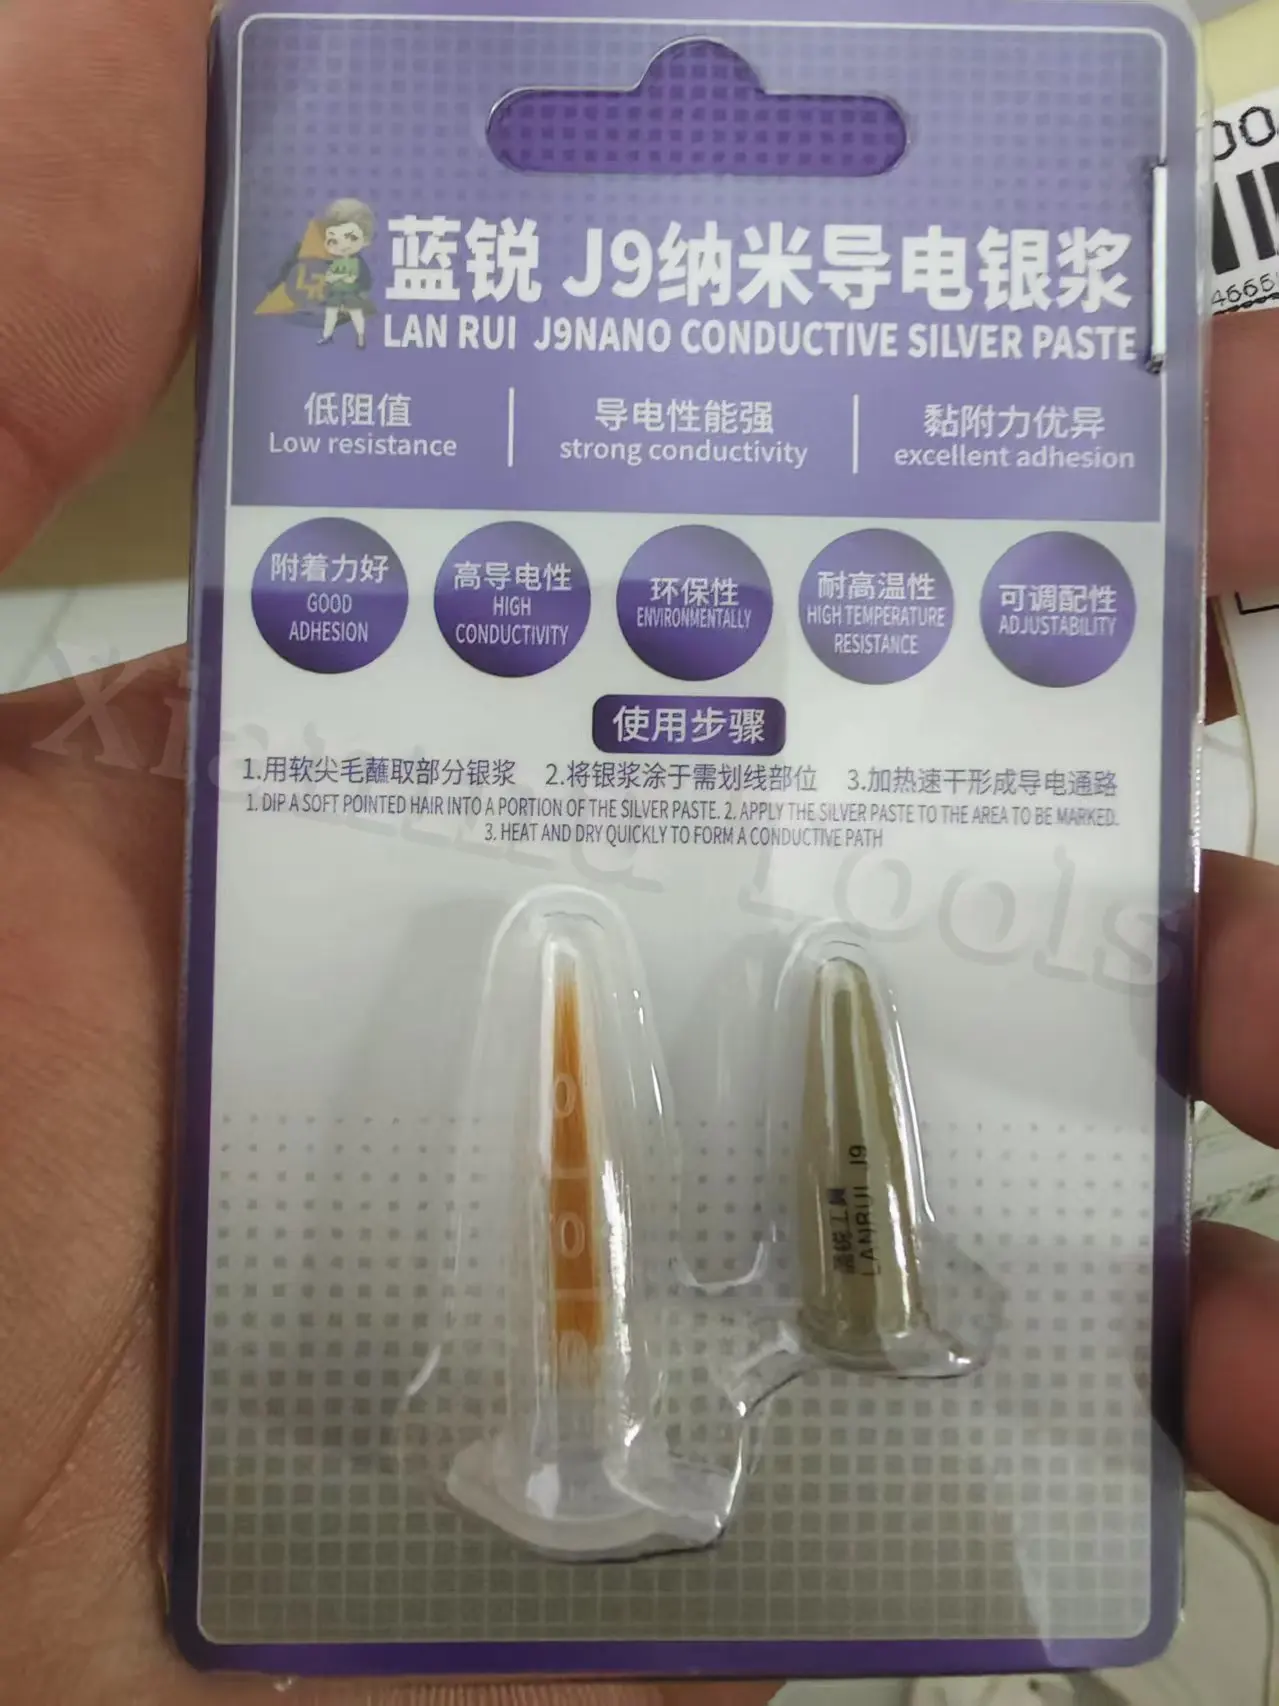 蓝锐 J9纳米导电银浆
LAN RUI J9NANO CONDUCTIVE SILVER PASTE
低阻值
Low resistance
导电性能强
strong conductivity
黏附力优异
excellent adhesion
附着力好
GOOD
ADHESION
高导电性
HIGH
CONDUCTIVITY
环保性
ENVIRONMENTALLY
耐高温性
HIGH TEMPERATURE
RESISTANCE
可调配性
ADJUSTABILITY
使用步骤
1.用软尖毛蘸取部分银浆 2.将银浆涂于需划线部位 3.加热速干形成导电通路
1. DIP A SOFT POINTED HAIR INTO A PORTION OF THE SILVER PASTE. 2. APPLY THE SILVER PASTE TO THE AREA TO BE MARKED.
3. HEAT AND DRY QUICKLY TO FORM A CONDUCTIVE PATH
蓝锐工具
LANRUI J9
Tools